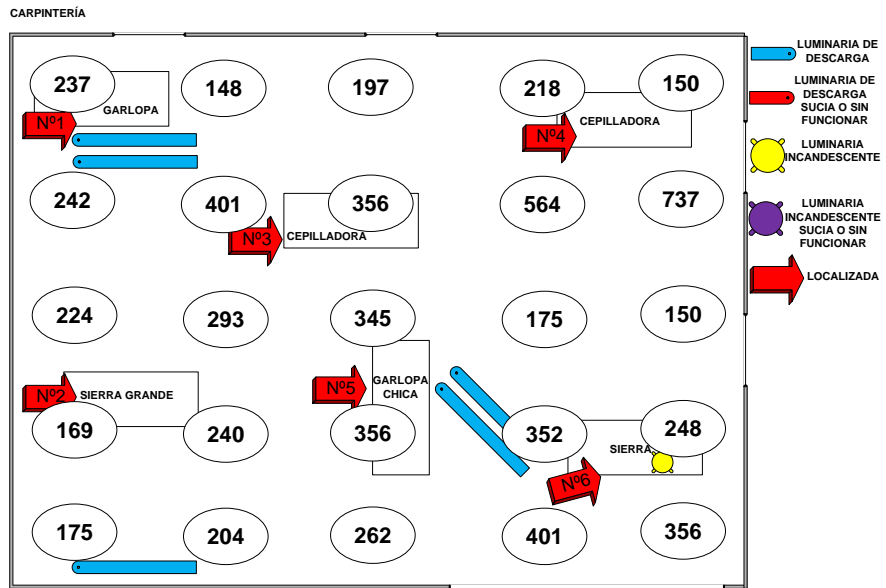 CARPINTERÍA
237
148
197
218
150
GARLOPA
CEPILLADORA
Nº1
Nº4
242
401
356
564
737
Nº3
CEPILLADORA
224
293
345
175
150
Nº2
SIERRA GRANDE
Nº5
GARLOPA
CHICA
169
240
356
352
248
SIERRA
Nº6
175
204
262
401
356
LUMINARIA DE
DESCARGA
LUMINARIA DE
DESCARGA
SUCIA O SIN
FUNCIONAR
LUMINARIA
INCANDESCENTE
LUMINARIA
INCANDESCENTE
SUCIA O SIN
FUNCIONAR
LOCALIZADA